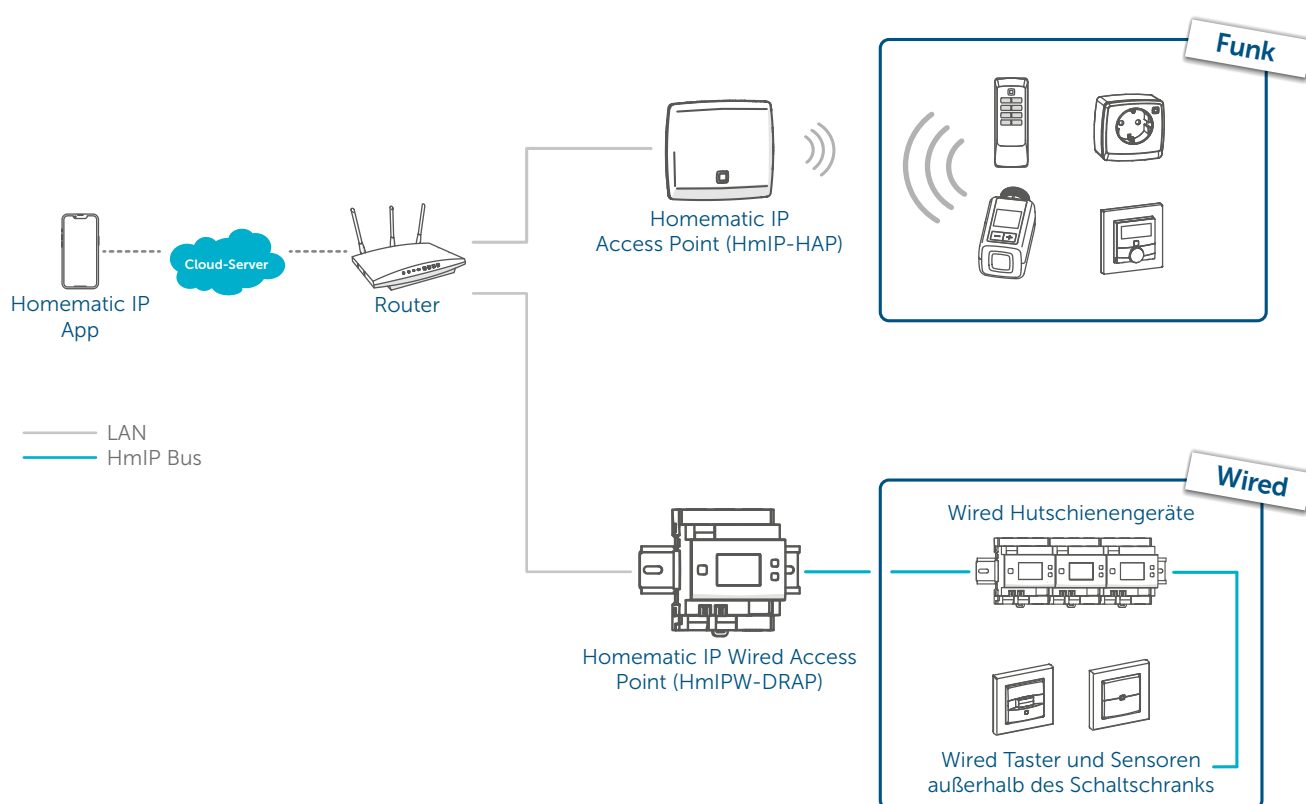 Funk
Homematic IP
Access Point (HmIP-HAP)
Cloud-Server
Homematic IP
App
Router
LAN
HmIP Bus
Wired
Wired Hutschienengeräte
Homematic IP Wired Access
Point (HmIPW-DRAP)
Wired Taster und Sensoren
außerhalb des Schaltschranks